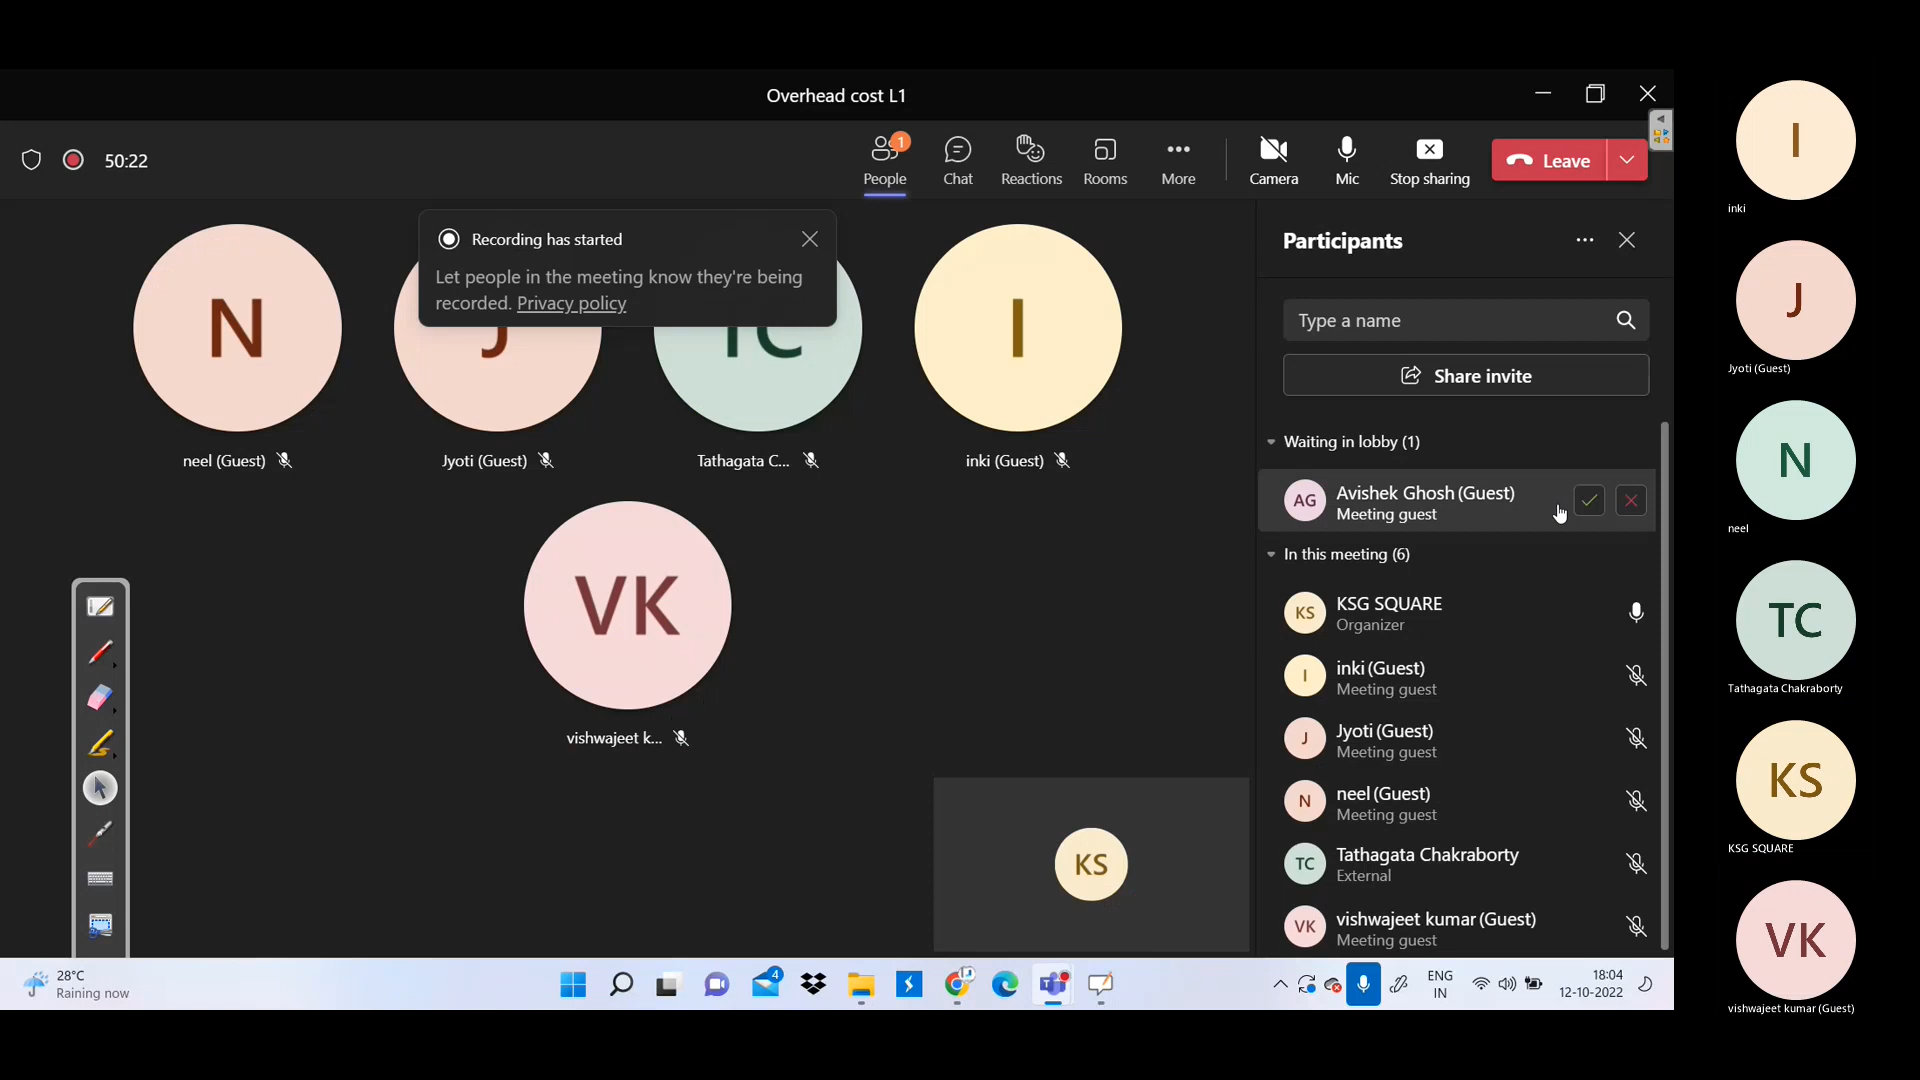 Overhead cost L1
50:22
1
People
Chat
Reactions
Rooms
More
Camera
Mic
Stop sharing
Leave
Recording has started
Let people in the meeting know they're being
recorded. Privacy policy
N
J
TC
I
neel (Guest)
Jyoti (Guest)
Tathagata C...
inki (Guest)
VK
vishwajeet k...
KS
Participants
Type a name
Share invite
Waiting in lobby (1)
AG
Avishek Ghosh (Guest)
Meeting guest
In this meeting (6)
KS
KSG SQUARE
Organizer
I
inki (Guest)
Meeting guest
J
Jyoti (Guest)
Meeting guest
N
neel (Guest)
Meeting guest
TC
Tathagata Chakraborty
External
VK
vishwajeet kumar (Guest)
Meeting guest
28°C
Raining now
4
ENG
IN
18:04
12-10-2022
I
inki
J
Jyoti (Guest)
N
neel
TC
Tathagata Chakraborty
KS
KSG SQUARE
VK
vishwajeet kumar (Guest)